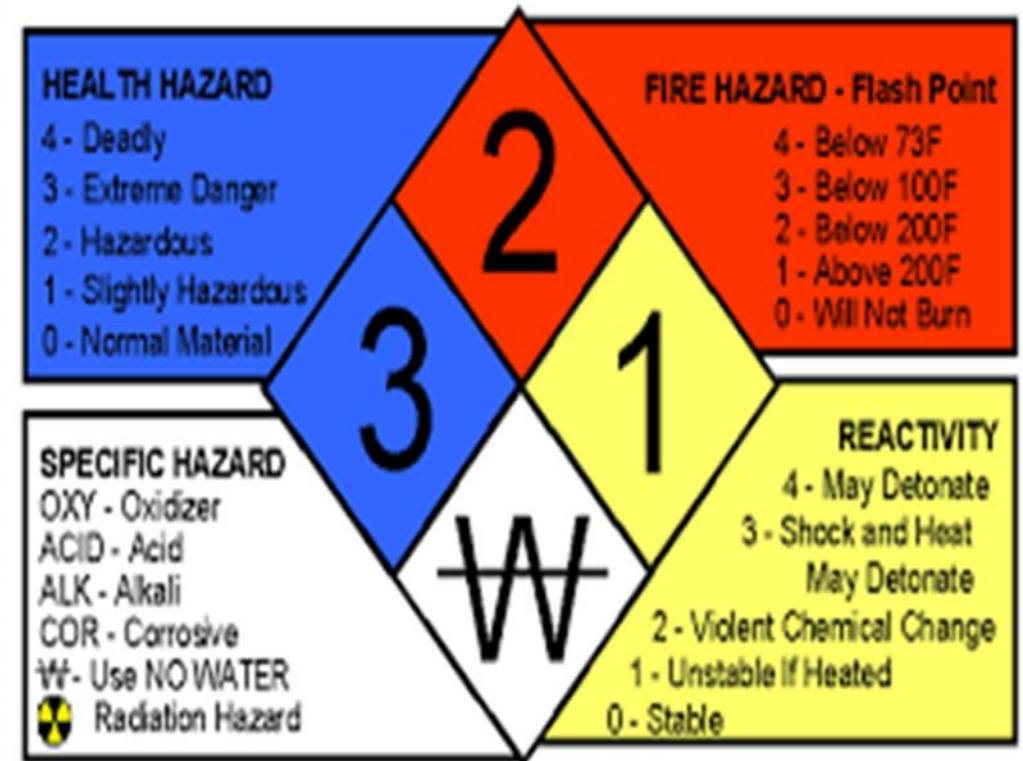 HEALTH HAZARD
4 - Deadly
3 - Extreme Danger
2 - Hazardous
1 - Slightly Hazardous
0 - Normal Material
FIRE HAZARD - Flash Point
4 - Below 73F
3 - Below 100F
2 - Below 200F
1 - Above 200F
0 - Will Not Burn
2
3
1
W
SPECIFIC HAZARD
OXY - Oxidizer
ACID - Acid
ALK - Alkali
COR - Corrosive
W - Use NO WATER
Radiation Hazard
REACTIVITY
4 - May Detonate
3 - Shock and Heat
May Detonate
2 - Violent Chemical Change
1 - Unstable If Heated
0 - Stable